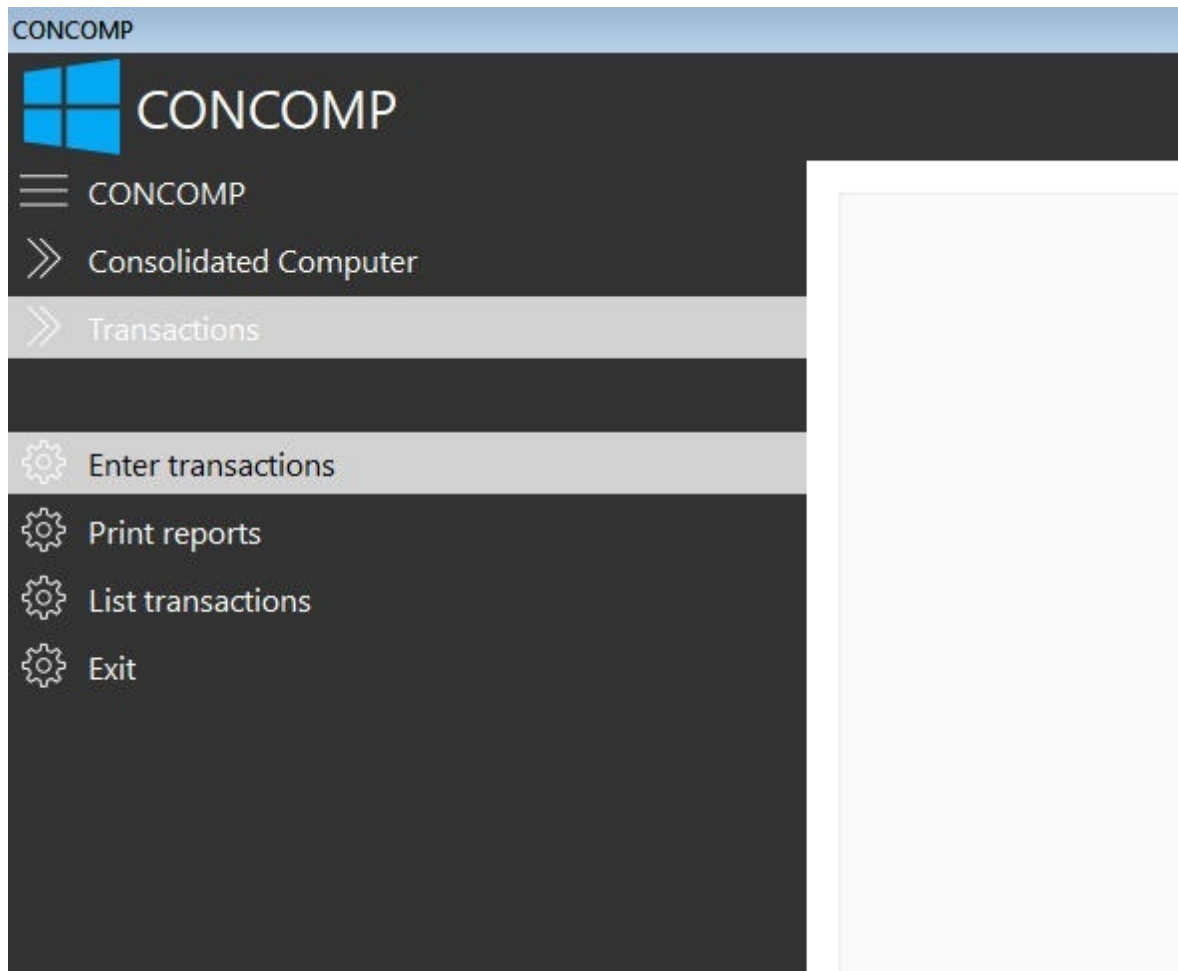 CONCOMP
CONCOMP
CONCOMP
Consolidated Computer
Transactions
Enter transactions
Print reports
List transactions
Exit